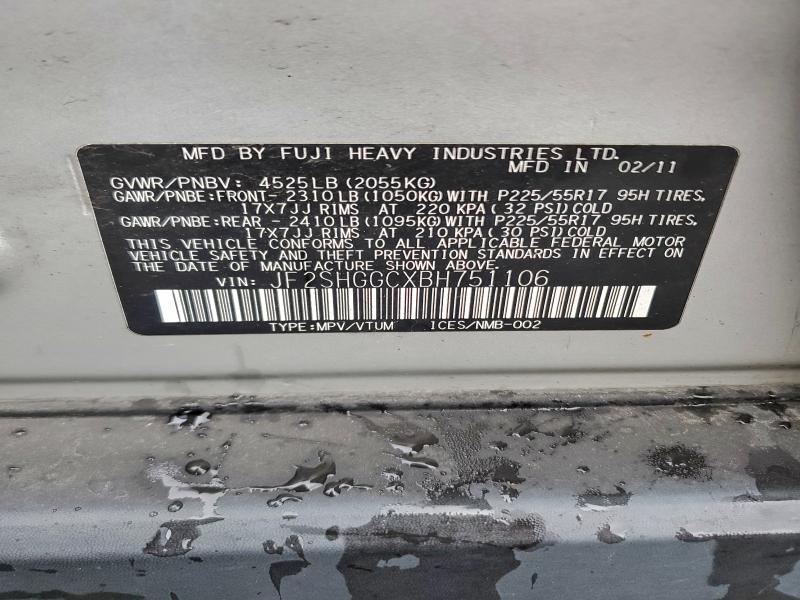 MFD BY FUJI HEAVY INDUSTRIES LTD.
MFD IN 02/11
GVWR/PNBV: 4525LB (2055KG)
GAWR/PNBE:FRONT- 2310LB (1050KG)WITH P225/55R17 95H TIRES.
17X7JJ RIMS AT 220 KPA( 32 PSI)COLD
GAWR/PNBE:REAR - 2410LB (1095KG)WITH P225/55R17 95H TIRES.
17X7JJ RIMS AT 210 KPA( 30 PSI)COLD
THIS VEHICLE CONFORMS TO ALL APPLICABLE FEDERAL MOTOR
VEHICLE SAFETY AND THEFT PREVENTION STANDARDS IN EFFECT ON
THE DATE OF MANUFACTURE SHOWN ABOVE.
VIN: JF2SHGGCXBH751106
TYPE:MPV/VTUM ICES/NMB-002